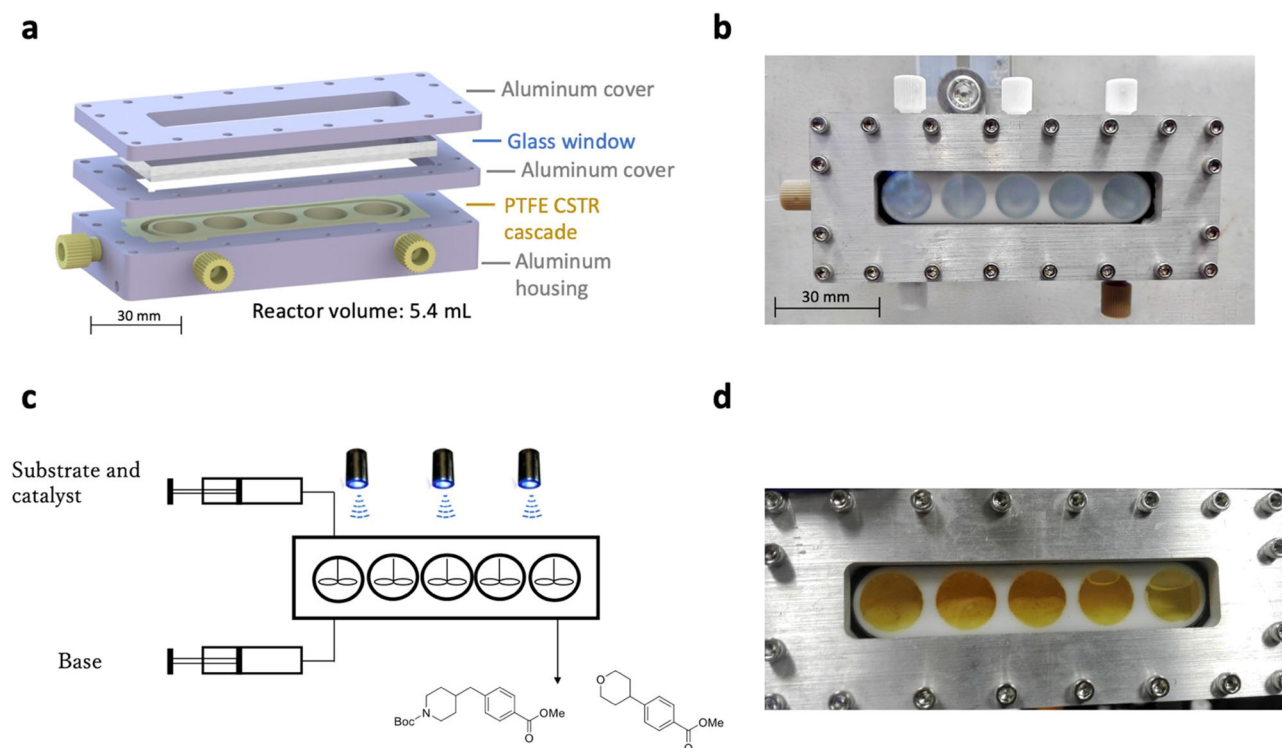 a
Aluminum cover
Glass window
Aluminum cover
PTFE CSTR
cascade
Aluminum
housing
30 mm
Reactor volume: 5.4 mL
b
30 mm
c
Substrate and
catalyst
Base
Boc
N
OMe
O
O
OMe
O
d